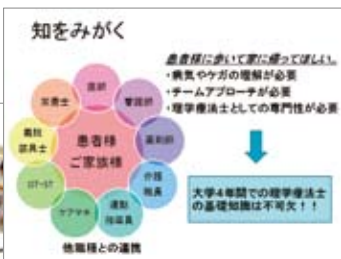 知をみがく
患者様に歩いて家に帰ってほしい…
・病気やケガの理解が必要
・チームアプローチが必要
・理学療法士としての専門性が必要
医師
看護師
薬剤師
介護
職員
運動
指導員
ケアマネ
OT・ST
義肢
装具士
栄養士
患者様
ご家族様
他職種との連携
大学4年間での理学療法士
の基礎知識は不可欠！！